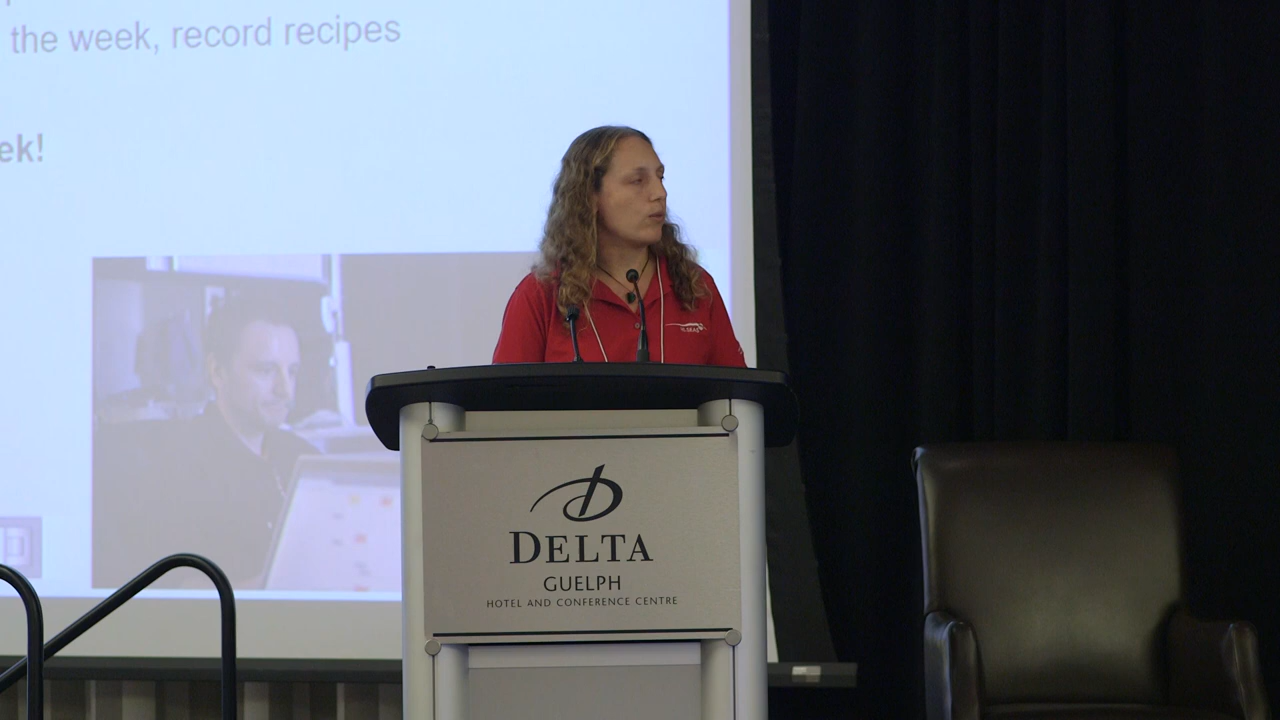 the week, record recipes
ek!
DELTA
GUELPH
HOTEL AND CONFERENCE CENTRE